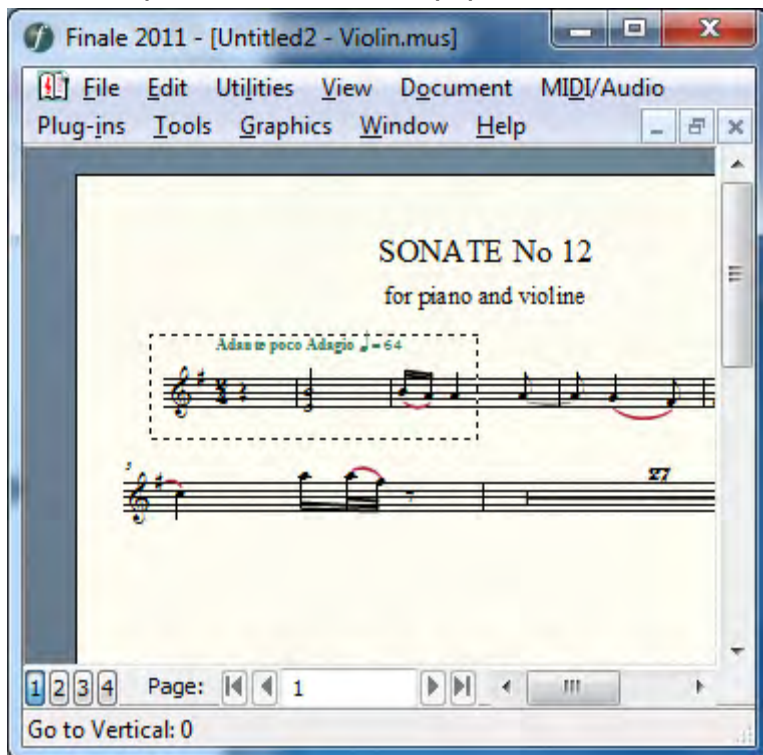 Finale 2011 - [Untitled2 - Violin.mus]
File Edit Utilities View Document MIDI/Audio
Plug-ins Tools Graphics Window Help
SONATE No 12
for piano and violine
Adante poco Adagio ♩ = 64
5
27
1 2 3 4 Page: 1
Go to Vertical: 0